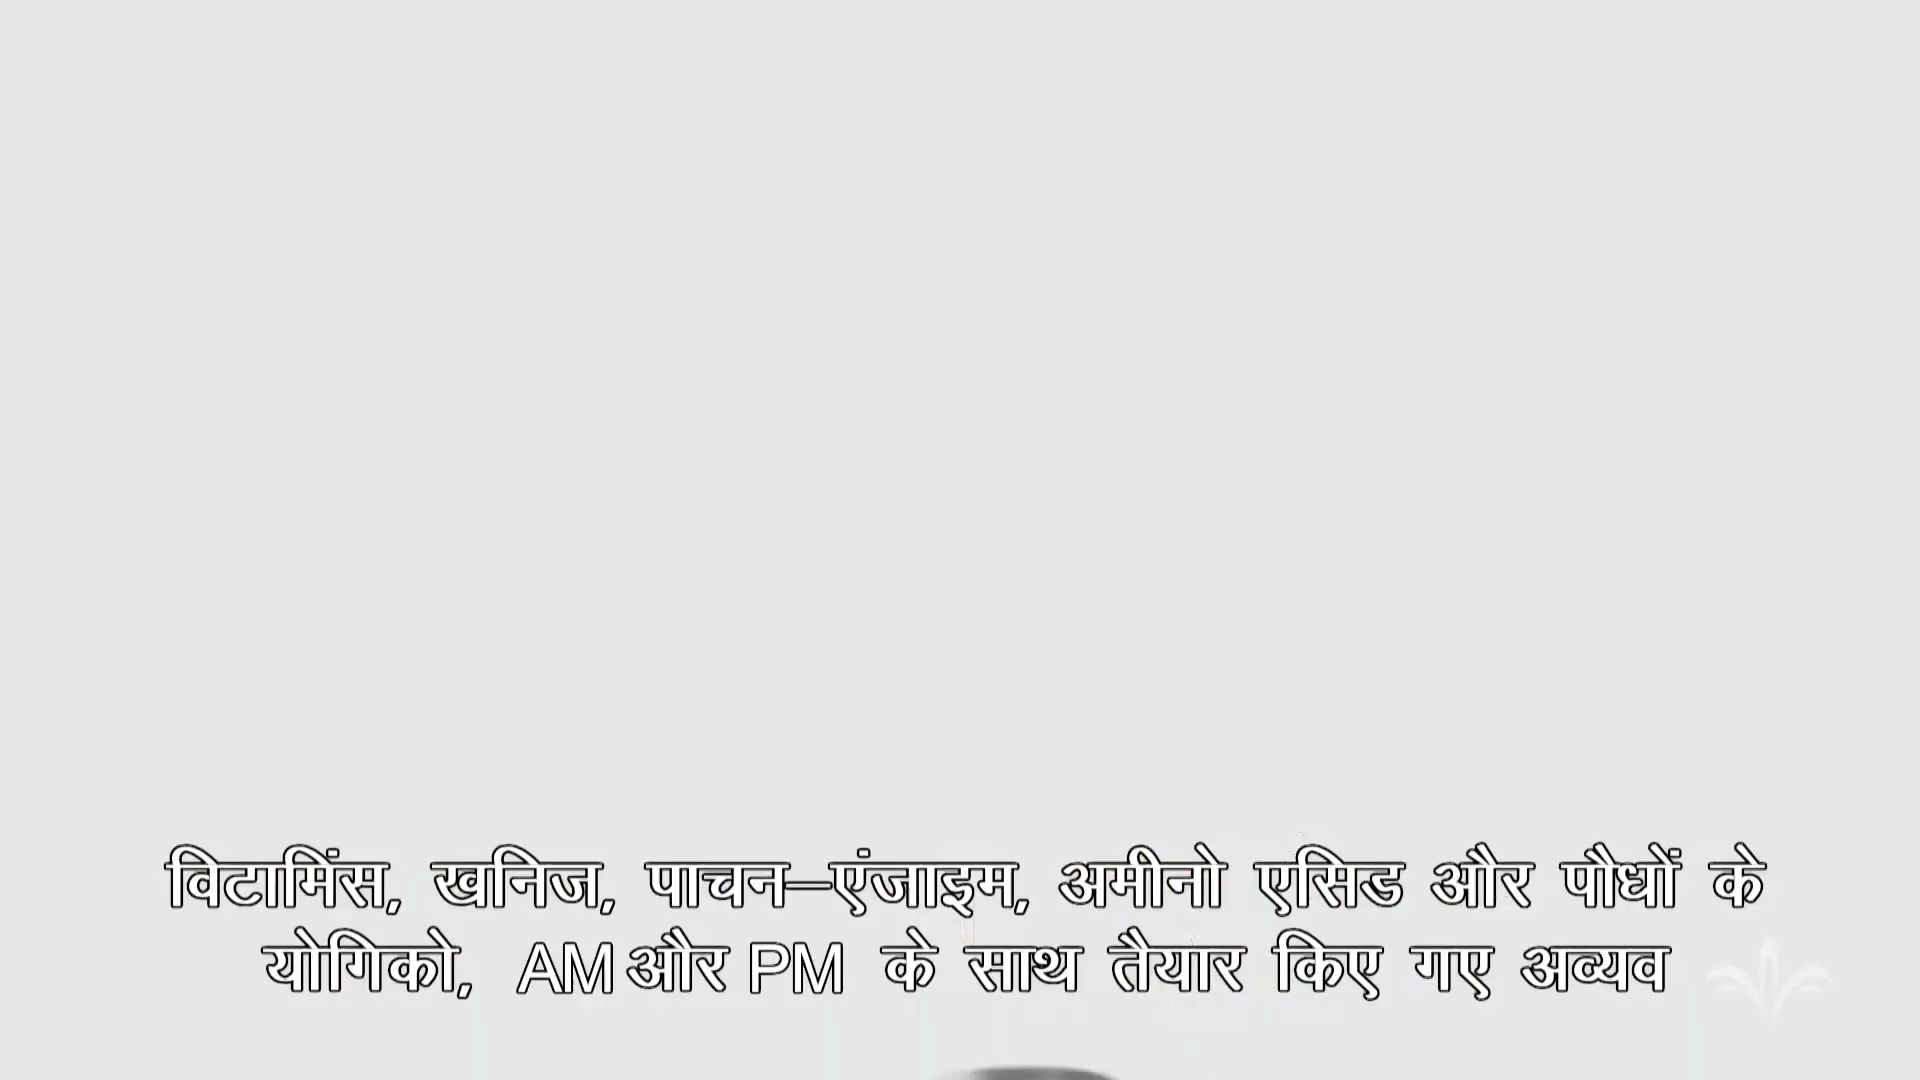 विटामिंस, खनिज, पाचन–एंजाइम, अमीनो एसिड और पौधों के
योगिको, AM और PM के साथ तैयार किए गए अव्यव